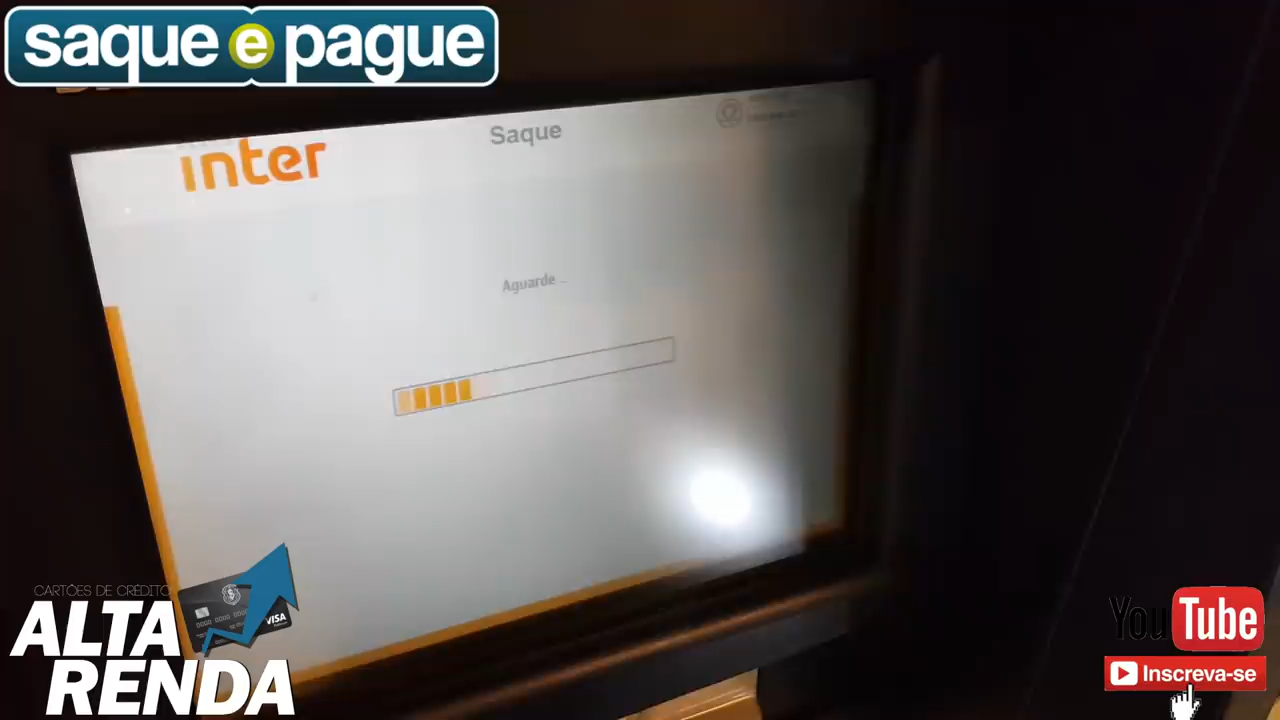 saque e pague
Saque
inter
Aguarde ...
CARTÕES DE CRÉDITO
ALTA
RENDA
VISA
YouTube
Inscreva-se